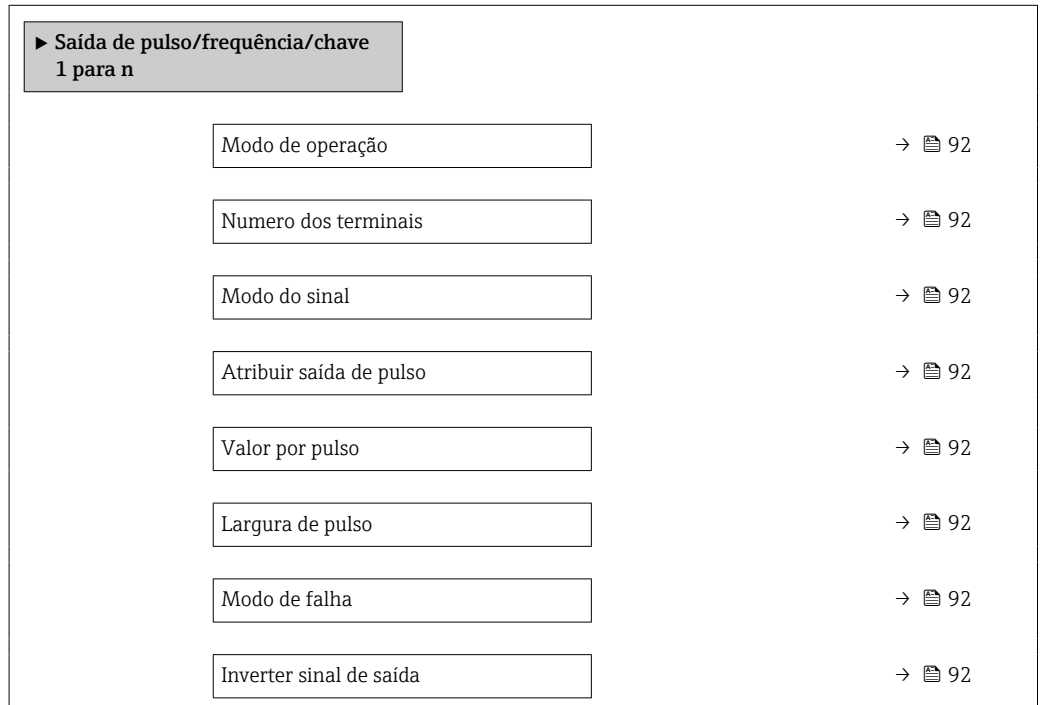 ▶ Saída de pulso/frequência/chave
1 para n
Modo de operação → 92
Numero dos terminais → 92
Modo do sinal → 92
Atribuir saída de pulso → 92
Valor por pulso → 92
Largura de pulso → 92
Modo de falha → 92
Inverter sinal de saída → 92